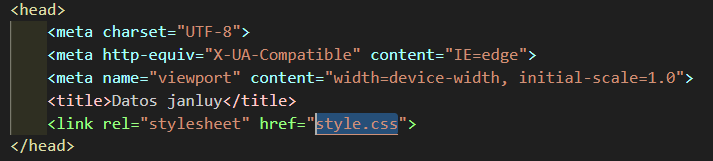 <head>
<meta charset="UTF-8">
<meta http-equiv="X-UA-Compatible" content="IE=edge">
<meta name="viewport" content="width=device-width, initial-scale=1.0">
<title>Datos janluy</title>
<link rel="stylesheet" href="style.css">
</head>